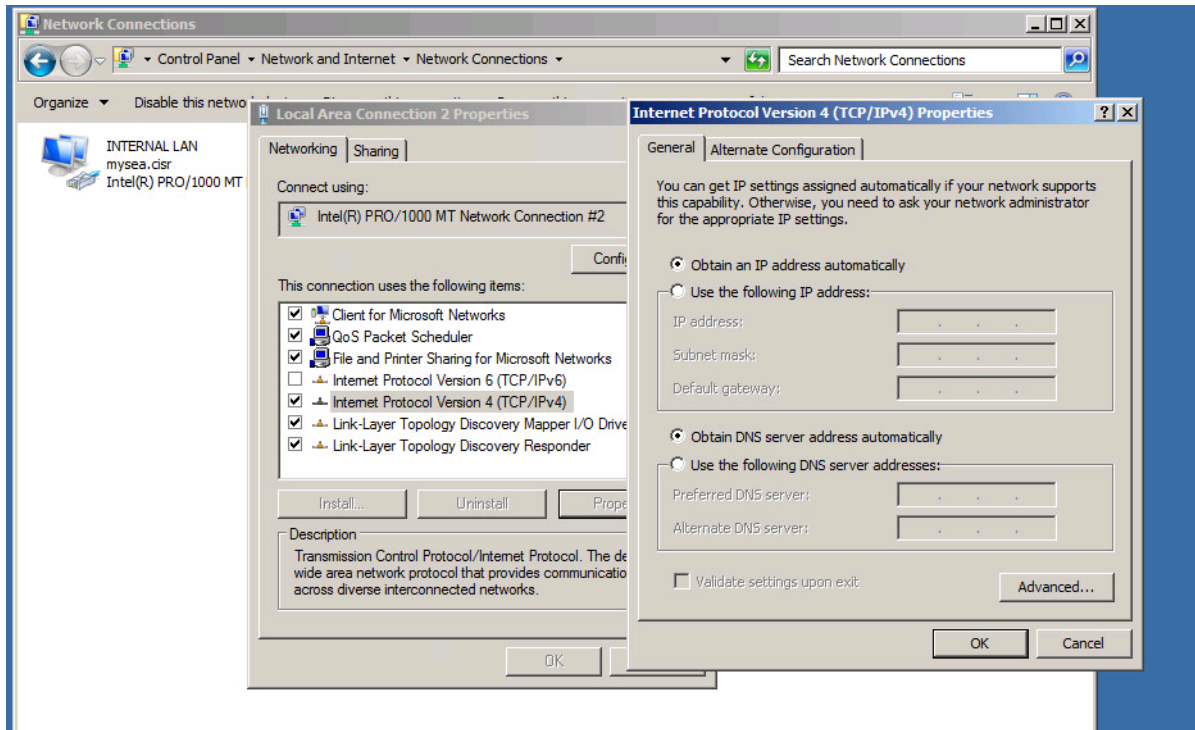 Network Connections
Control Panel Network and Internet Network Connections
Search Network Connections
Organize Disable this netwo
INTERNAL LAN
mysea.cisr
Intel(R) PRO/1000 MT
Local Area Connection 2 Properties
Networking Sharing
Connect using:
Intel(R) PRO/1000 MT Network Connection #2
Config
This connection uses the following items:
Client for Microsoft Networks
QoS Packet Scheduler
File and Printer Sharing for Microsoft Networks
Internet Protocol Version 6 (TCP/IPv6)
Internet Protocol Version 4 (TCP/IPv4)
Link-Layer Topology Discovery Mapper I/O Drive
Link-Layer Topology Discovery Responder
Install... Uninstall Prope
Description
Transmission Control Protocol/Internet Protocol. The de
wide area network protocol that provides communicatio
across diverse interconnected networks.
OK
Internet Protocol Version 4 (TCP/IPv4) Properties
General Alternate Configuration
You can get IP settings assigned automatically if your network supports
this capability. Otherwise, you need to ask your network administrator
for the appropriate IP settings.
Obtain an IP address automatically
Use the following IP address:
IP address:
Subnet mask:
Default gateway:
Obtain DNS server address automatically
Use the following DNS server addresses:
Preferred DNS server:
Alternate DNS server:
Validate settings upon exit
Advanced...
OK Cancel